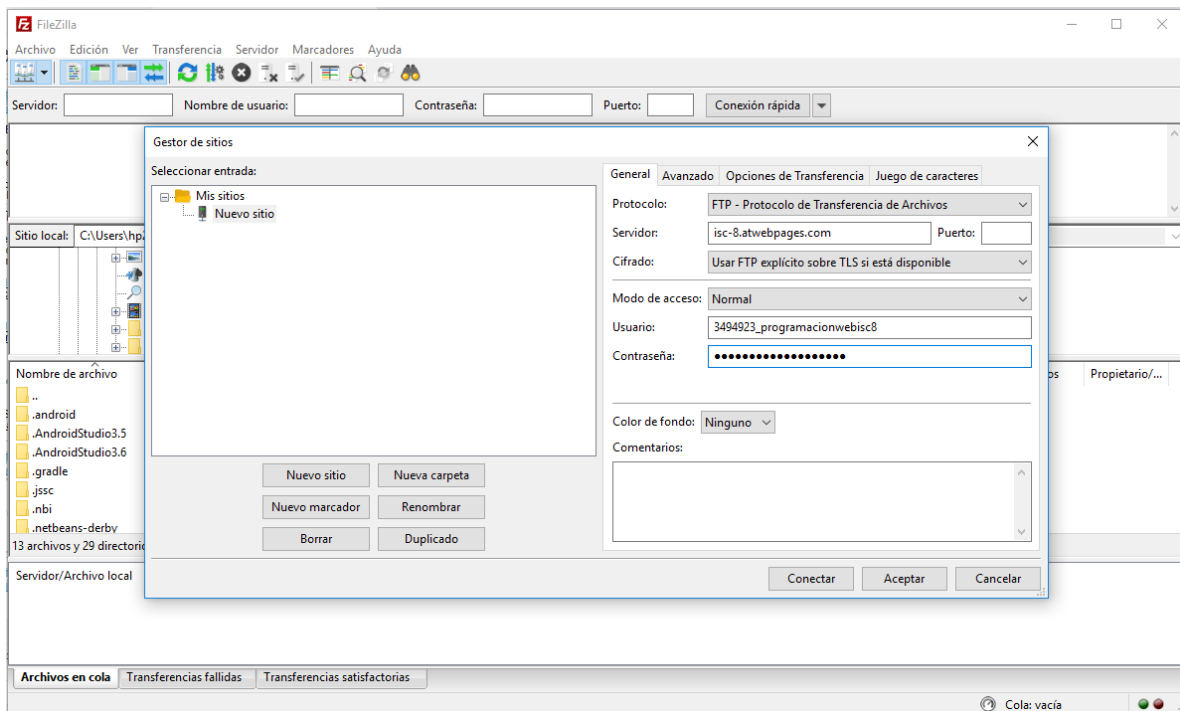 FileZilla
Archivo Edición Ver Transferencia Servidor Marcadores Ayuda
Servidor: Nombre de usuario: Contraseña: Puerto: Conexión rápida
Gestor de sitios
Seleccionar entrada:
Mis sitios
Nuevo sitio
General Avanzado Opciones de Transferencia Juego de caracteres
Protocolo: FTP - Protocolo de Transferencia de Archivos
Servidor: isc-8.atwebpages.com Puerto:
Cifrado: Usar FTP explícito sobre TLS si está disponible
Modo de acceso: Normal
Usuario: 3494923_programacionwebisc8
Contraseña: ●●●●●●●●●●●●●●●●●●●
Color de fondo: Ninguno
Comentarios:
Nuevo sitio Nueva carpeta
Nuevo marcador Renombrar
Borrar Duplicado
Conectar Aceptar Cancelar
Sitio local: C:\Users\hp
Nombre de archivo Propietario/...
..
.android
.AndroidStudio3.5
.AndroidStudio3.6
.gradle
.jssc
.nbi
.netbeans-derby
13 archivos y 29 directorio
Servidor/Archivo local
Archivos en cola Transferencias fallidas Transferencias satisfactorias
Cola: vacía